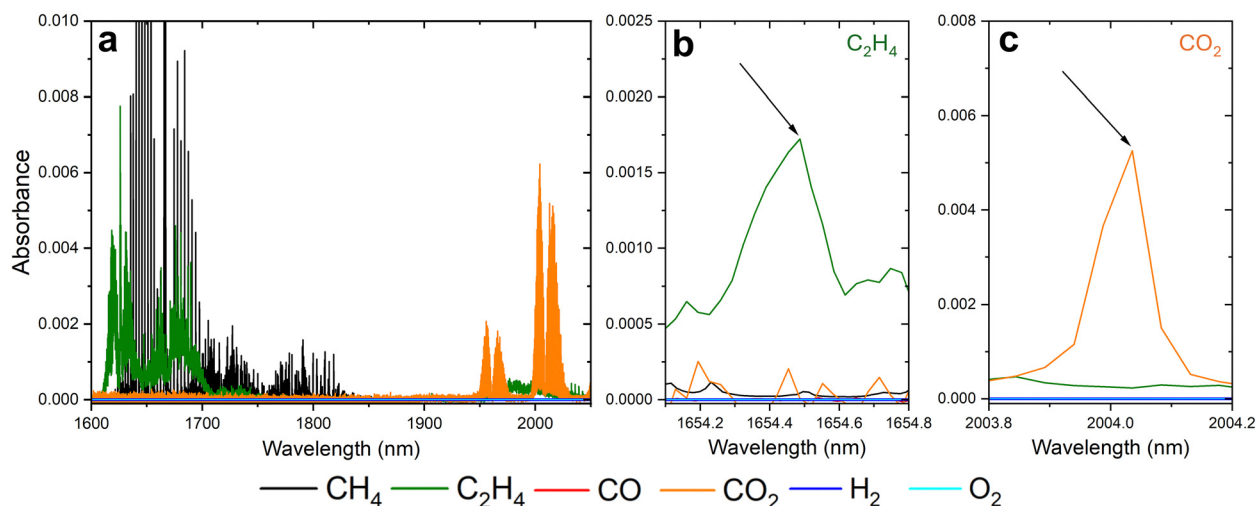 a
0.010
0.008
0.006
0.004
0.002
0.000
Absorbance
1600
1700
1800
1900
2000
Wavelength (nm)
b
C₂H₄
0.0025
0.0020
0.0015
0.0010
0.0005
0.0000
1654.2
1654.4
1654.6
1654.8
Wavelength (nm)
c
CO₂
0.008
0.006
0.004
0.002
0.000
2003.8
2004.0
2004.2
Wavelength (nm)
CH₄ C₂H₄ CO CO₂ H₂ O₂